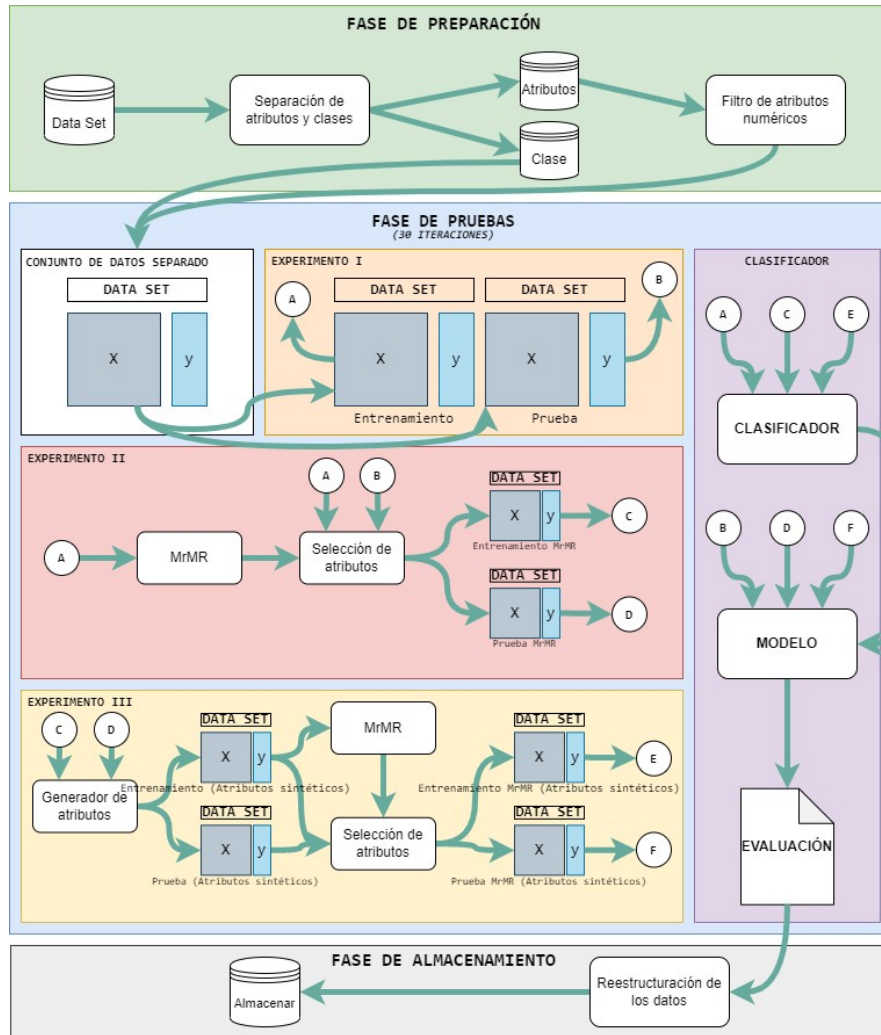 FASE DE PREPARACIÓN
Data Set
Separación de
atributos y clases
Atributos
Clase
Filtro de atributos
numéricos
FASE DE PRUEBAS
(30 ITERACIONES)
CONJUNTO DE DATOS SEPARADO
DATA SET
X
y
EXPERIMENTO I
A
DATA SET
X
y
Entrenamiento
DATA SET
X
y
Prueba
B
EXPERIMENTO II
A
MrMR
A
B
Selección de
atributos
DATA SET
X
y
Entrenamiento MrMR
C
DATA SET
X
y
Prueba MrMR
D
EXPERIMENTO III
C
D
Generador de
atributos
DATA SET
X
y
Entrenamiento (Atributos sintéticos)
DATA SET
X
y
Prueba (Atributos sintéticos)
MrMR
Selección de
atributos
DATA SET
X
y
Entrenamiento MrMR (Atributos sintéticos)
E
DATA SET
X
y
Prueba MrMR (Atributos sintéticos)
F
CLASIFICADOR
A
C
E
CLASIFICADOR
B
D
F
MODELO
EVALUACIÓN
FASE DE ALMACENAMIENTO
Almacenar
Reestructuración de
los datos